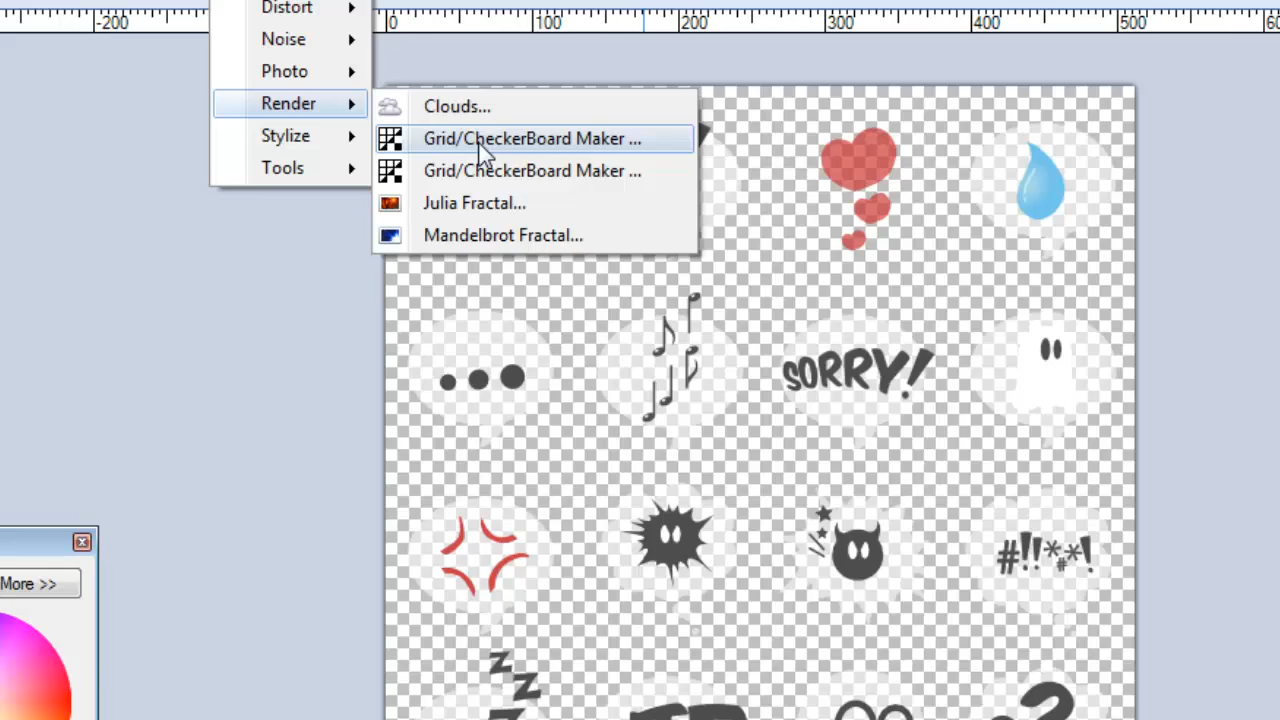 Distort
-200 0 100 200 300 400 500
Noise
Photo
Render
Stylize
Tools
Clouds...
Grid/CheckerBoard Maker ...
Grid/CheckerBoard Maker ...
Julia Fractal...
Mandelbrot Fractal...
SORRY!
#!!**#!
More >>
z
z
z
?